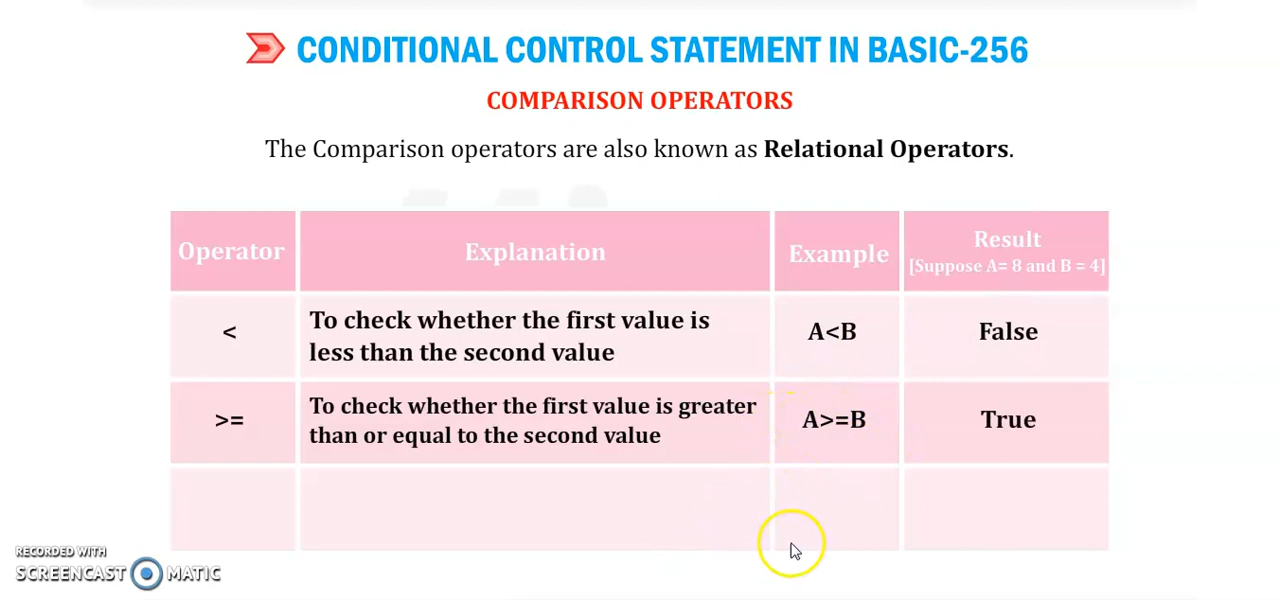 CONDITIONAL CONTROL STATEMENT IN BASIC-256
COMPARISON OPERATORS
The Comparison operators are also known as Relational Operators.
Operator
Explanation
Example
Result
[Suppose A= 8 and B = 4]
<
To check whether the first value is
less than the second value
A<B
False
>=
To check whether the first value is greater
than or equal to the second value
A>=B
True
RECORDED WITH
SCREENCAST MATIC